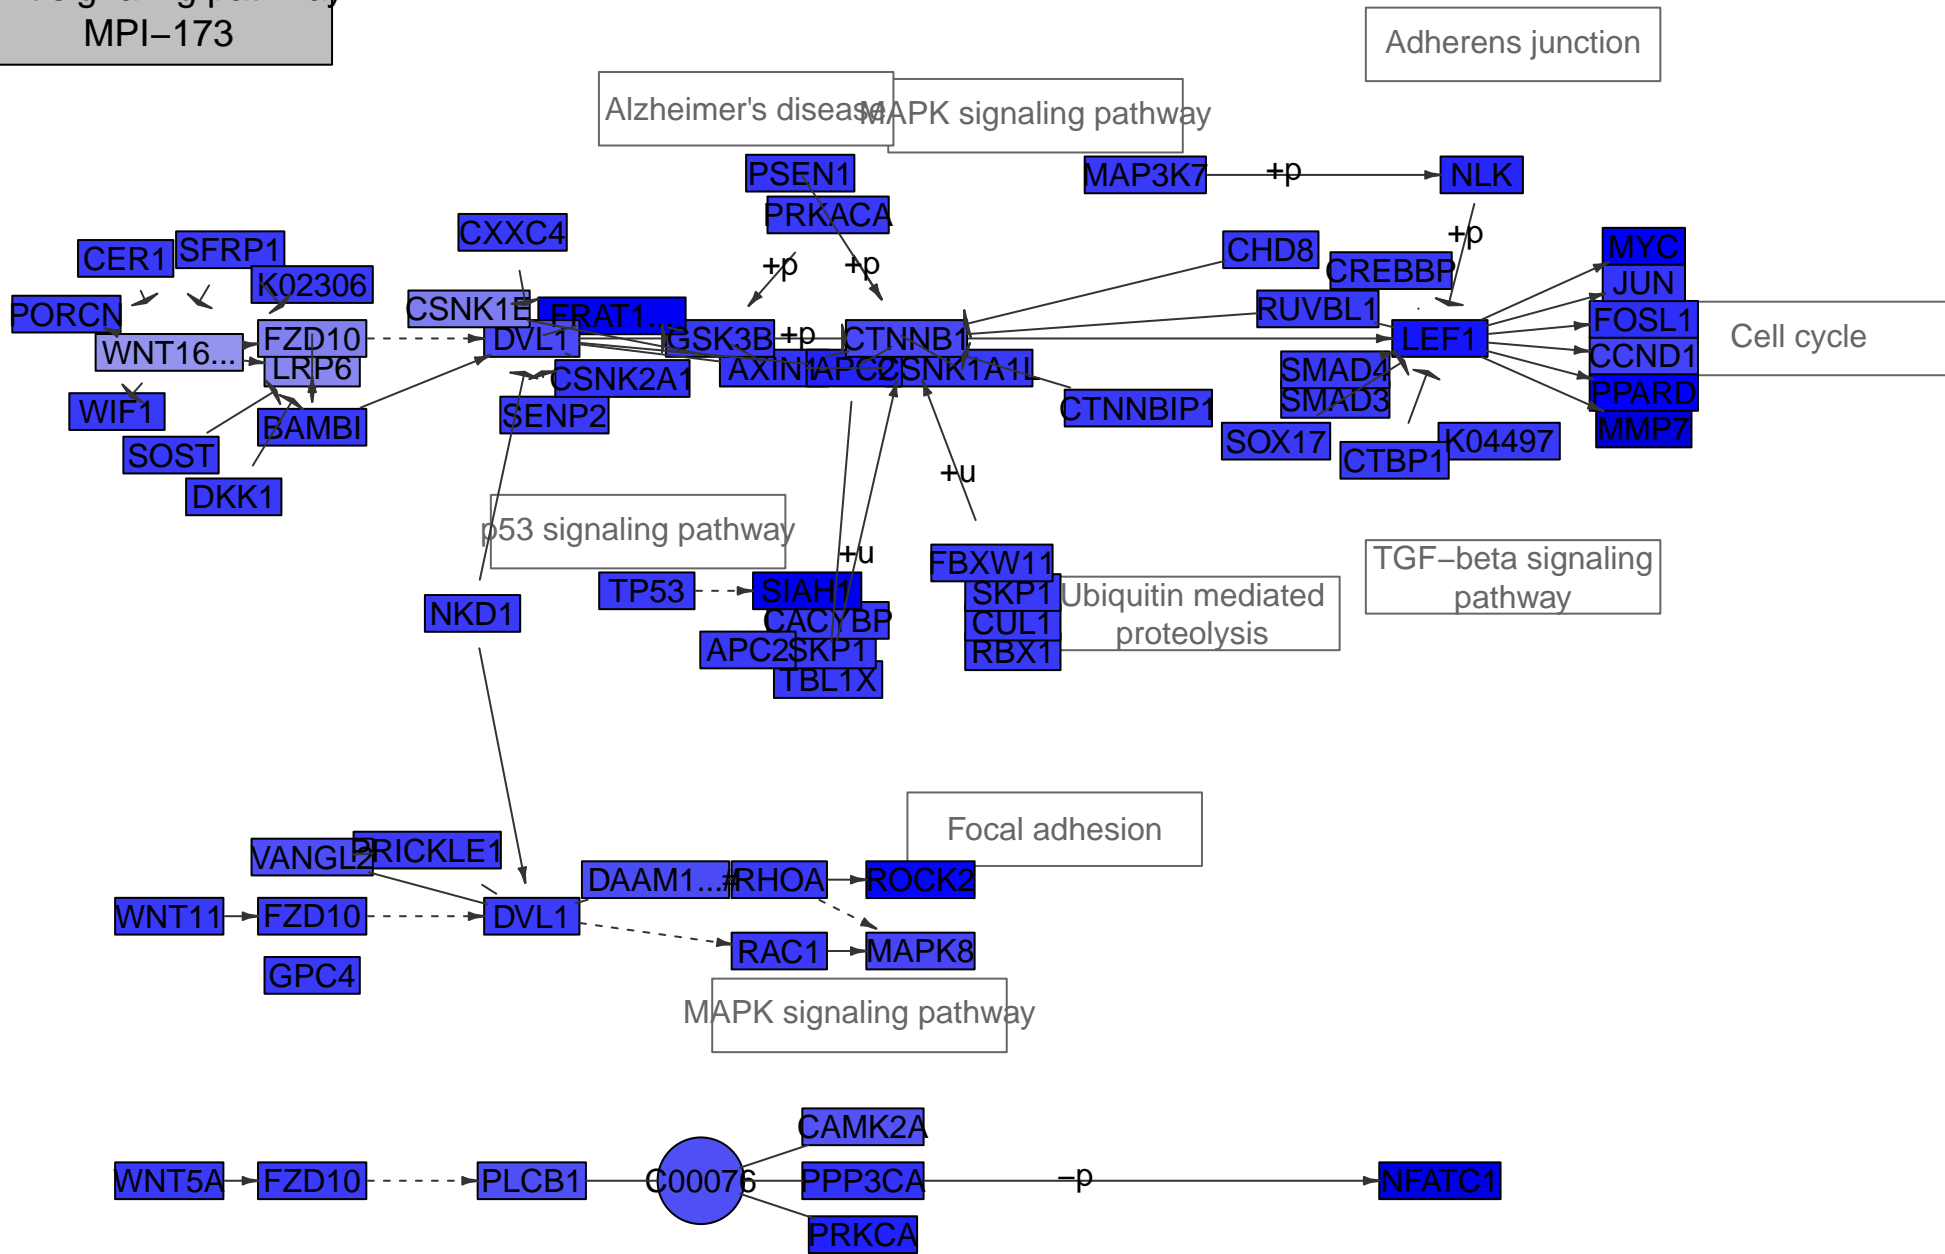 signaling pathway
MPI−173
Adherens junction
Alzheimer's disease
MAPK signaling pathway
PSEN1
MAP3K7
+p
NLK
PRKACA
CXXC4
CER1
SFRP1
K02306
+p
+p
CHD8
CREBBP
+p
MYC
JUN
PORCN
CSNK1E
FRAT1...
RUVBL1
FOSL1
WNT16...
FZD10
DVL1
GSK3B
+p
CTNNB1
LEF1
Cell cycle
LRP6
AXIN1
APC2
CSNK1A1L
SMAD4
CCND1
CSNK2A1
SMAD3
PPARD
WIF1
BAMBI
SENP2
CTNNBIP1
MMP7
SOST
SOX17
CTBP1
K04497
DKK1
+u
p53 signaling pathway
+u
FBXW11
TGF−beta signaling
pathway
TP53
SIAH1
SKP1
Ubiquitin mediated
proteolysis
NKD1
CACYBP
CUL1
APC2
SKP1
RBX1
TBL1X
Focal adhesion
VANGL2
PRICKLE1
DAAM1...
#
RHOA
ROCK2
WNT11
FZD10
DVL1
RAC1
MAPK8
GPC4
MAPK signaling pathway
CAMK2A
WNT5A
FZD10
PLCB1
C00076
PPP3CA
−p
NFATC1
PRKCA